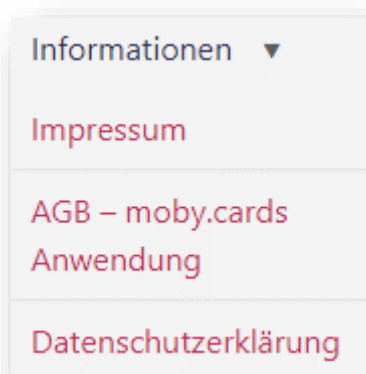 Informationen ▼
Impressum
AGB – moby.cards
Anwendung
Datenschutzerklärung